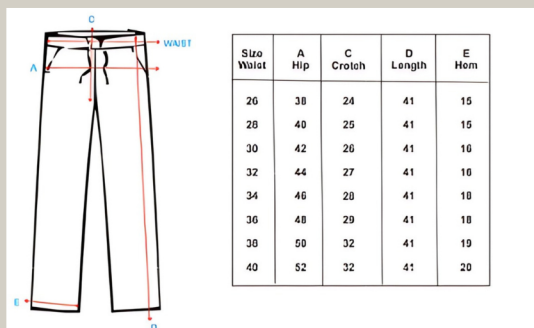 C
WAIST
A
E
D
Size Waist A Hip C Crotch D Length E Hem
26 38 24 41 15
28 40 25 41 15
30 42 26 41 16
32 44 27 41 16
34 46 28 41 18
36 48 29 41 18
38 50 32 41 19
40 52 32 41 20